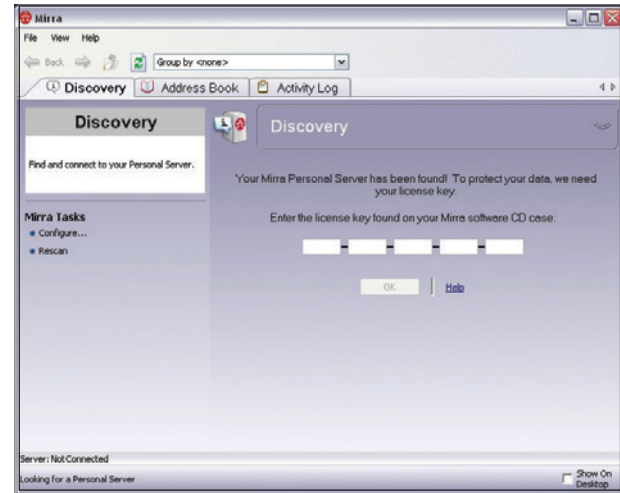 Mirra
File View Help
Back Group by <none>
Discovery Address Book Activity Log
Discovery
Find and connect to your Personal Server.
Mirra Tasks
Configure...
Rescan
Discovery
Your Mirra Personal Server has been found! To protect your data, we need
your license key.
Enter the license key found on your Mirra software CD case:
- - - -
OK Help
Server: Not Connected
Looking for a Personal Server
Show On
Desktop